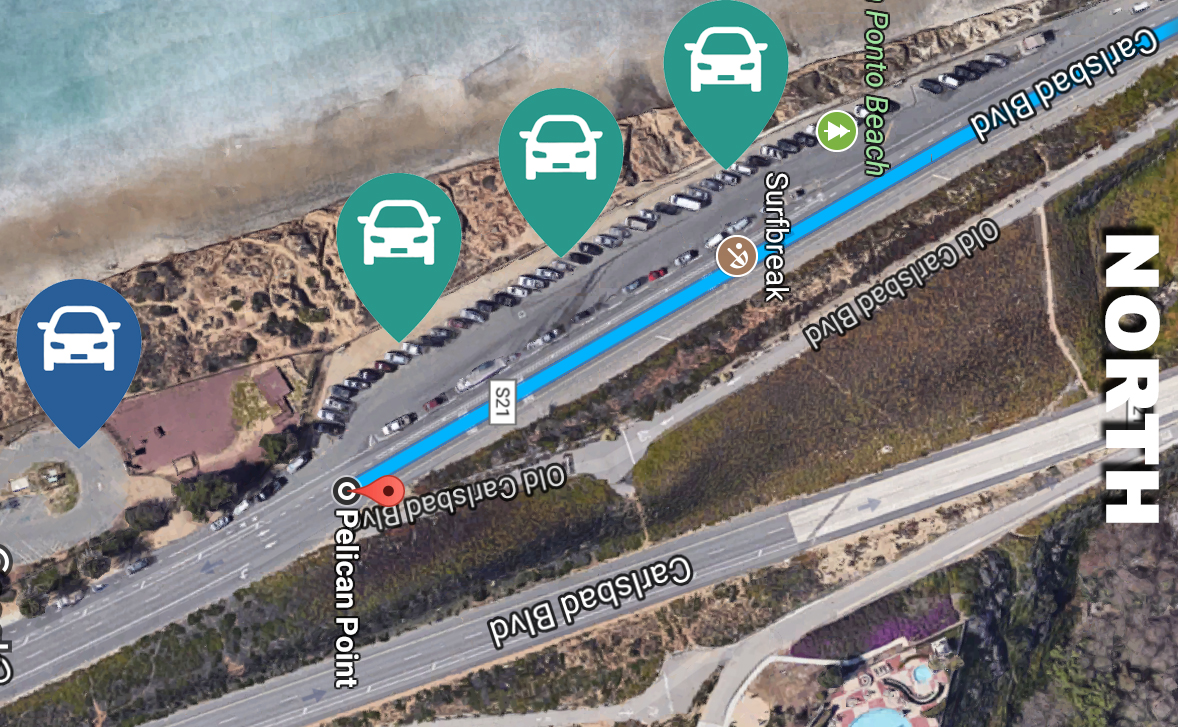 Ponto Beach
Carlsbad Blvd
Surfbreak
Old Carlsbad Blvd
NORTH
S21
Old Carlsbad Blvd
Pelican Point
Carlsbad Blvd